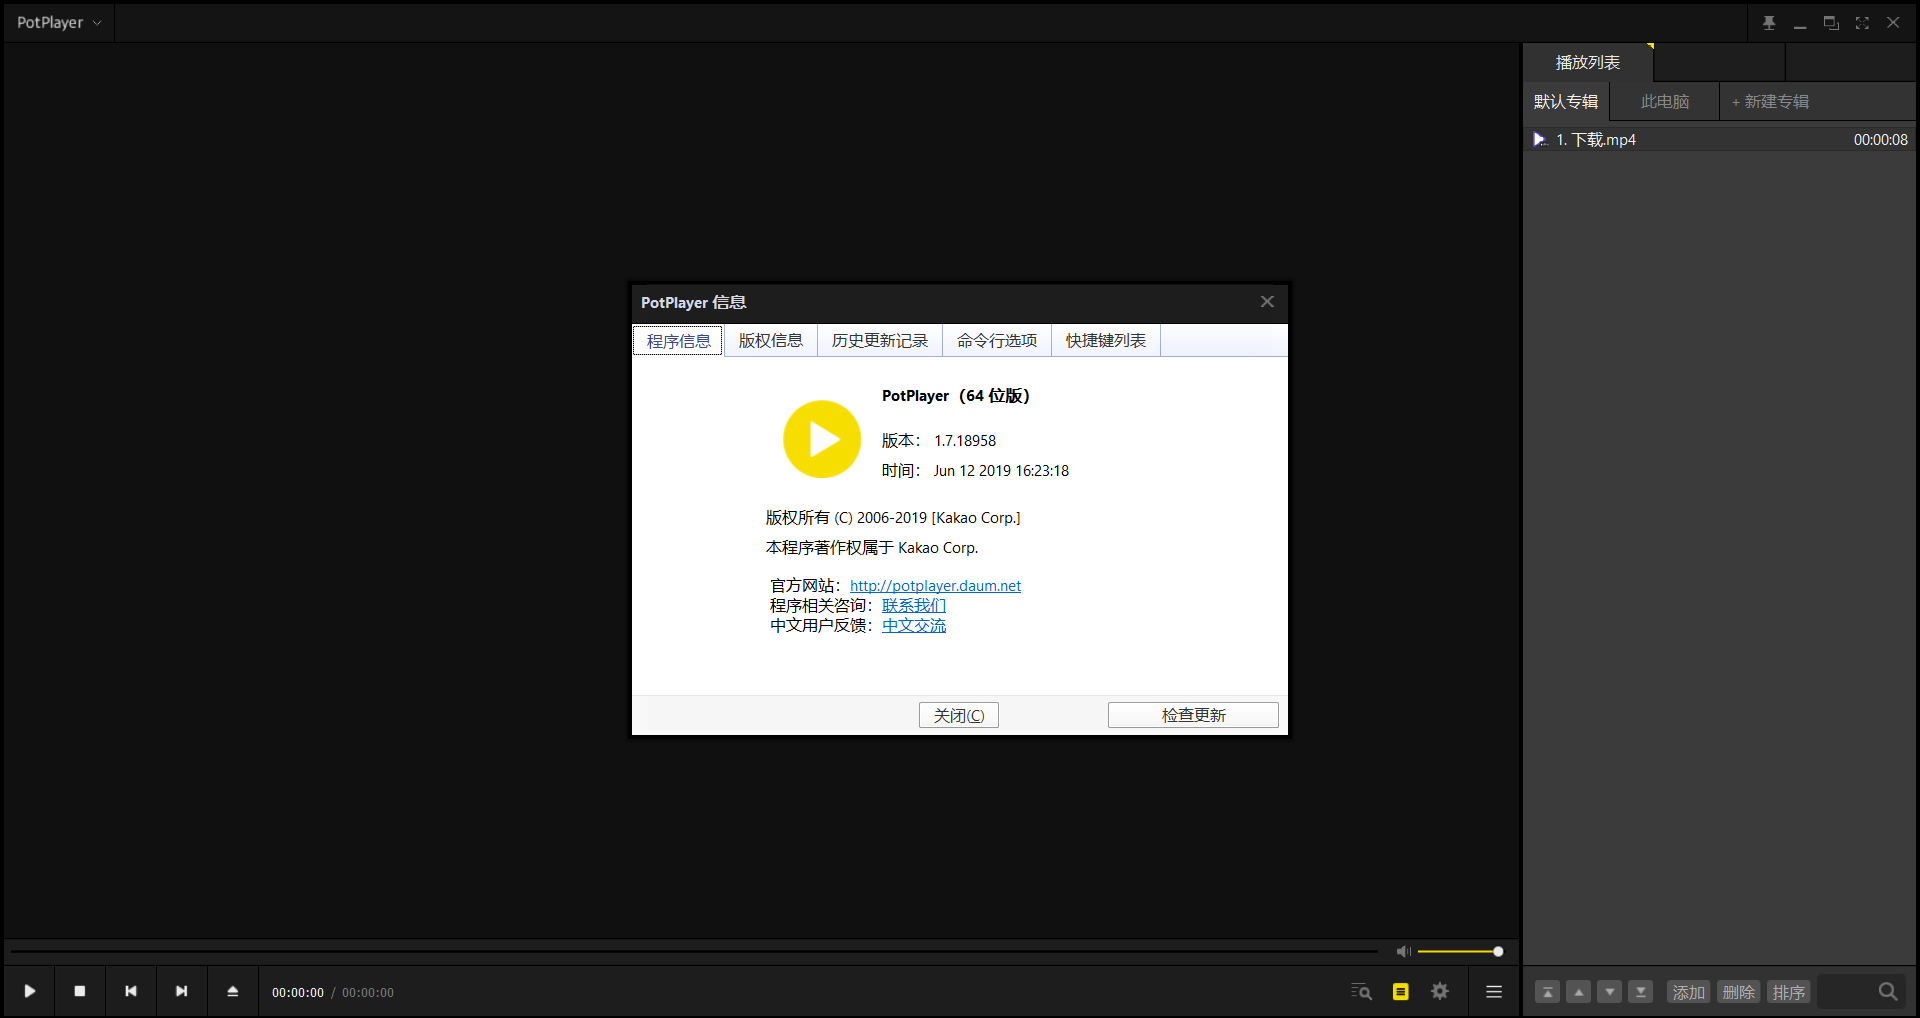 PotPlayer
播放列表
默认专辑
此电脑
+ 新建专辑
1. 下载.mp4
00:00:08
PotPlayer 信息
程序信息
版权信息
历史更新记录
命令行选项
快捷键列表
PotPlayer（64 位版）
版本： 1.7.18958
时间： Jun 12 2019 16:23:18
版权所有 (C) 2006-2019 [Kakao Corp.]
本程序著作权属于 Kakao Corp.
官方网站：http://potplayer.daum.net
程序相关咨询：联系我们
中文用户反馈：中文交流
关闭(C)
检查更新
00:00:00 / 00:00:00
添加
删除
排序